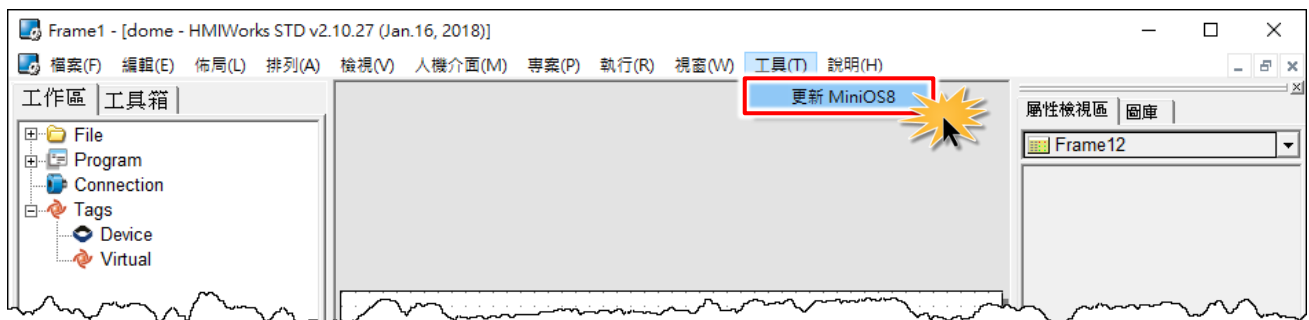 Frame1 - [dome - HMIWorks STD v2.10.27 (Jan.16, 2018)]
檔案(F) 編輯(E) 佈局(L) 排列(A) 檢視(V) 人機介面(M) 專案(P) 執行(R) 視窗(W) 工具(T) 說明(H)
更新 MiniOS8
工作區 工具箱
File
Program
Connection
Tags
Device
Virtual
屬性檢視區 圖庫
Frame12